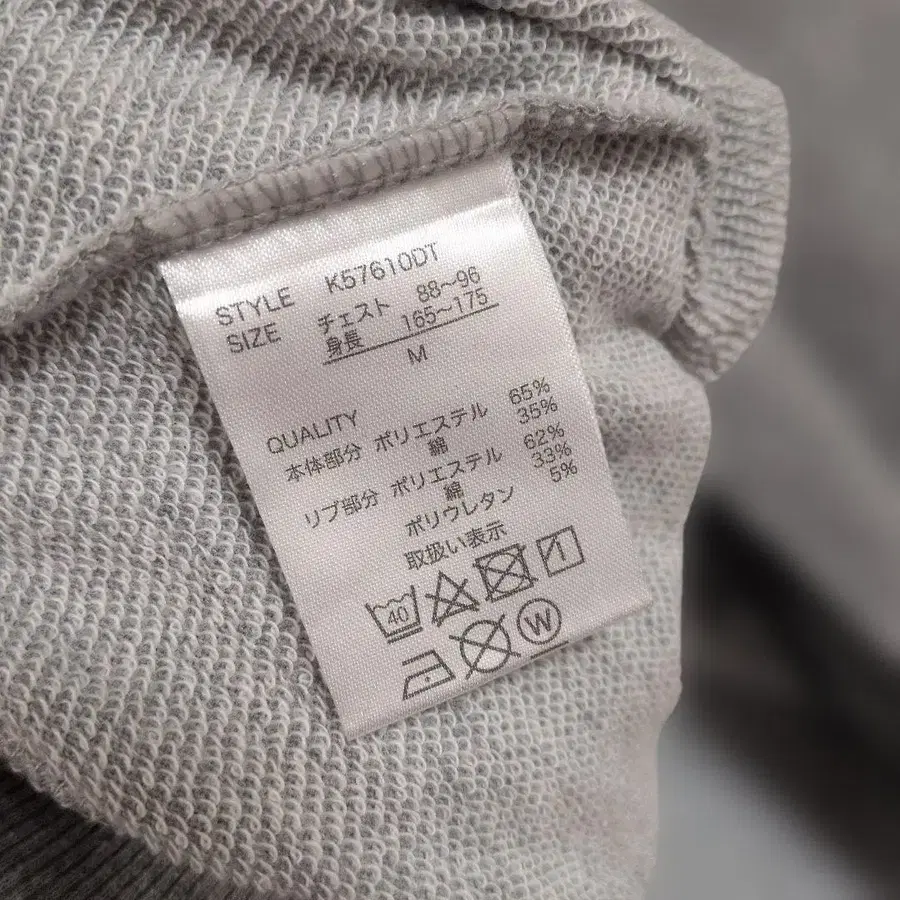 STYLE K57610DT
SIZE チェスト 88～96
身長 165～175
M
QUALITY
本体部分 ポリエステル 65%
綿 35%
リブ部分 ポリエステル 62%
綿 33%
ポリウレタン 5%
取扱い表示
40
W